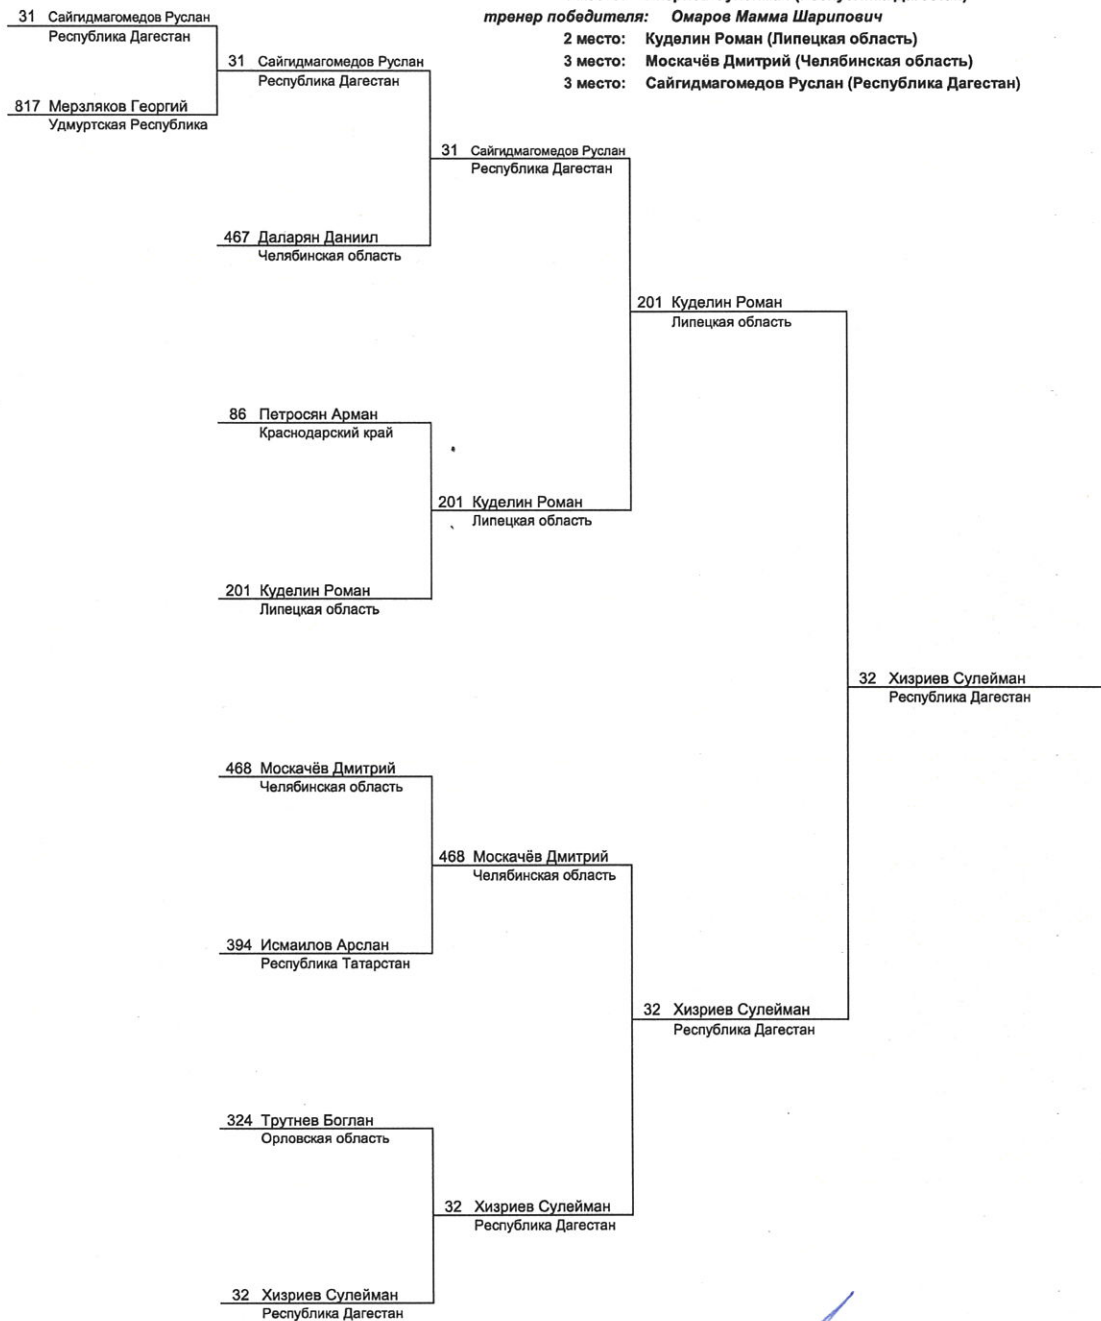 тренер победителя: Омаров Мамма Шарипович
2 место: Куделин Роман (Липецкая область)
3 место: Москачёв Дмитрий (Челябинская область)
3 место: Сайгидмагомедов Руслан (Республика Дагестан)
31 Сайгидмагомедов Руслан
Республика Дагестан
31 Сайгидмагомедов Руслан
Республика Дагестан
817 Мерзляков Георгий
Удмуртская Республика
31 Сайгидмагомедов Руслан
Республика Дагестан
467 Даларян Даниил
Челябинская область
201 Куделин Роман
Липецкая область
86 Петросян Арман
Краснодарский край
201 Куделин Роман
Липецкая область
201 Куделин Роман
Липецкая область
32 Хизриев Сулейман
Республика Дагестан
468 Москачёв Дмитрий
Челябинская область
468 Москачёв Дмитрий
Челябинская область
394 Исмаилов Арслан
Республика Татарстан
32 Хизриев Сулейман
Республика Дагестан
324 Трутнев Боглан
Орловская область
32 Хизриев Сулейман
Республика Дагестан
32 Хизриев Сулейман
Республика Дагестан